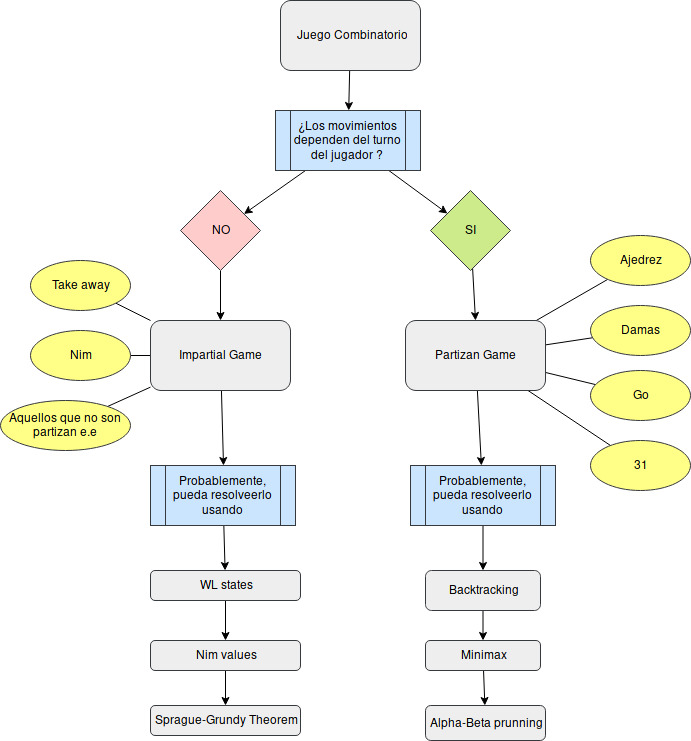 Juego Combinatorio
¿Los movimientos
dependen del turno
del jugador ?
NO
SI
Take away
Nim
Aquellos que no son
partizan e.e
Impartial Game
Partizan Game
Ajedrez
Damas
Go
31
Probablemente,
pueda resolveerlo
usando
Probablemente,
pueda resolveerlo
usando
WL states
Nim values
Sprague-Grundy Theorem
Backtracking
Minimax
Alpha-Beta prunning